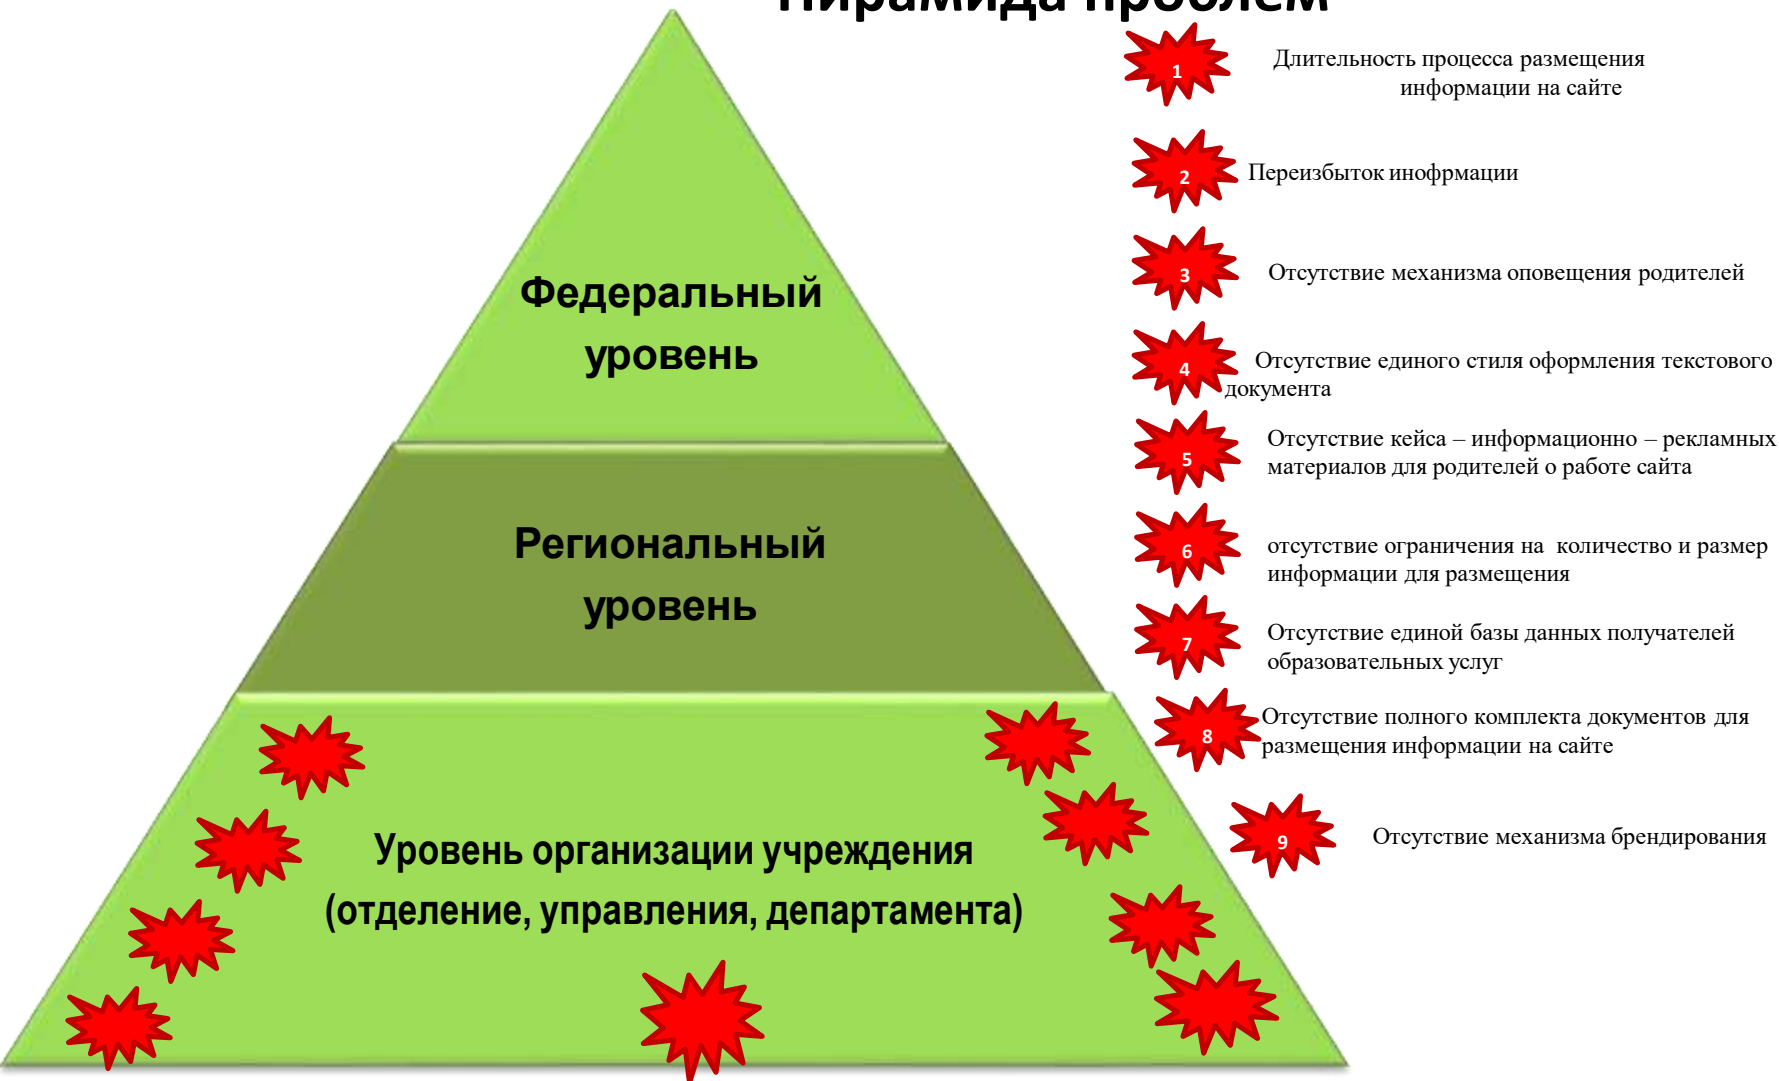 Пирамида проблем
1
Длительность процесса размещения
информации на сайте
2
Переизбыток инофрмации
3
Отсутствие механизма оповещения родителей
4
Отсутствие единого стиля оформления текстового
документа
5
Отсутствие кейса – информационно – рекламных
материалов для родителей о работе сайта
6
отсутствие ограничения на количество и размер
информации для размещения
7
Отсутствие единой базы данных получателей
образовательных услуг
8
Отсутствие полного комплекта документов для
размещения информации на сайте
9
Отсутствие механизма брендирования
Федеральный
уровень
Региональный
уровень
Уровень организации учреждения
(отделение, управления, департамента)